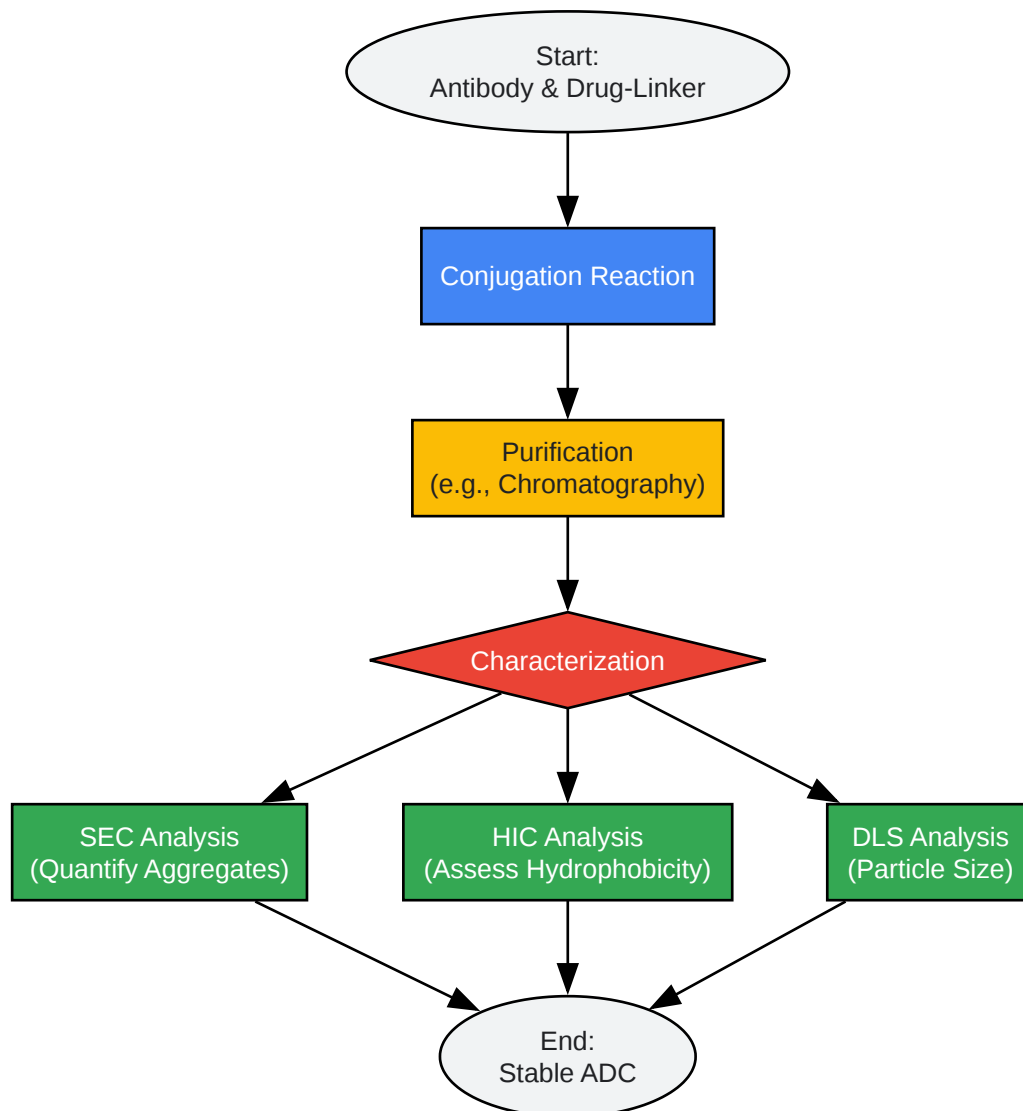 Start:
Antibody & Drug-Linker
Conjugation Reaction
Purification
(e.g., Chromatography)
Characterization
SEC Analysis
(Quantify Aggregates)
HIC Analysis
(Assess Hydrophobicity)
DLS Analysis
(Particle Size)
End:
Stable ADC